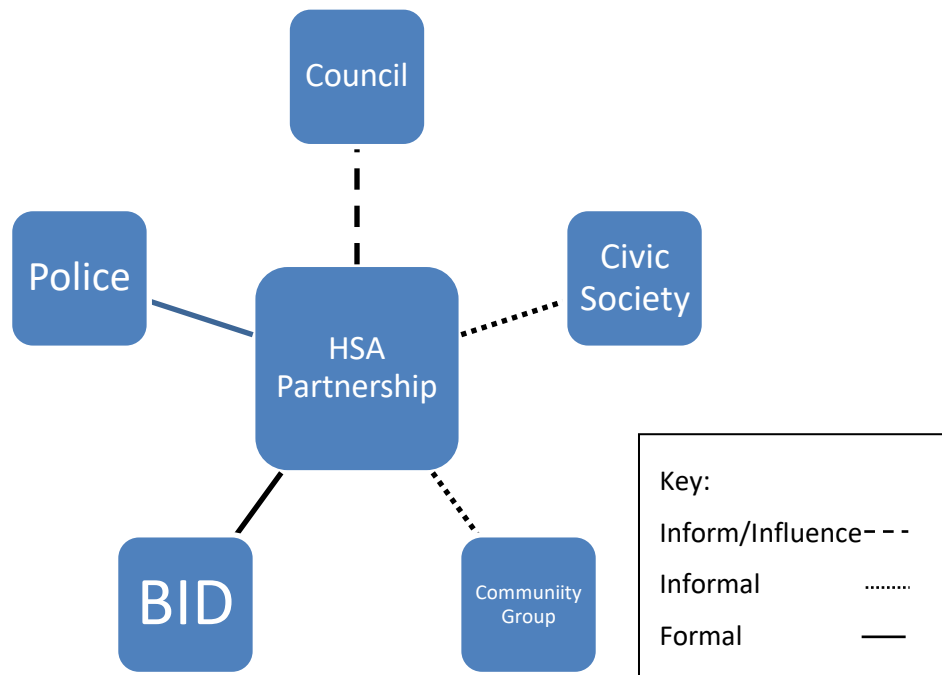 Council
Police
Civic
Society
HSA
Partnership
BID
Communiity
Group
Key:
Inform/Influence
Informal
Formal